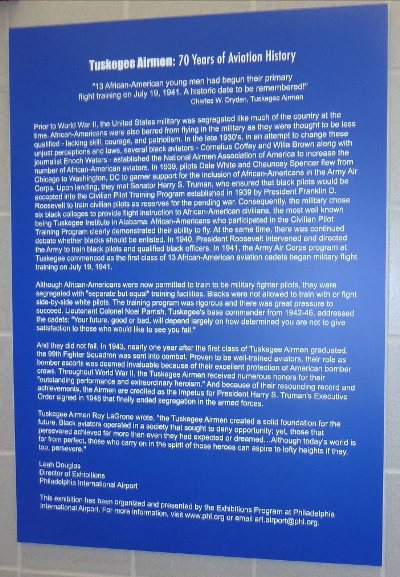 Tuskegee Airmen: 70 Years of Aviation History
"13 African-American young men had begun their primary
flight training on July 19, 1941. A historic date to be remembered!"
Charles W. Dryden, Tuskegee Airmen
Prior to World War II, the United States military was segregated like much of the country at the
time. African-Americans were also barred from flying in the military as they were thought to be less
qualified - lacking skill, courage, and patriotism. In the late 1930's, in an attempt to change these
unjust perceptions and laws, several black aviators - Cornelius Coffey and Willa Brown along with
journalist Enoch Waters - established the National Airmen Association of America to increase the
number of African-American aviators. In 1939, pilots Dale White and Chauncey Spencer flew from
Chicago to Washington, DC to garner support for the inclusion of African-Americans in the Army Air
Corps. Upon landing, they met Senator Harry S. Truman, who ensured that black pilots would be
accepted into the Civilian Pilot Training Program established in 1939 by President Franklin D.
Roosevelt to train civilian pilots as reserves for the pending war. Consequently, the military chose
six black colleges to provide flight instruction to African-American civilians, the most well known
being Tuskegee Institute in Alabama. African-Americans who participated in the Civilian Pilot
Training Program clearly demonstrated their ability to fly. At the same time, there was continued
debate whether blacks should be enlisted. In 1940, President Roosevelt intervened and directed
the Army to train black pilots and qualified black officers. In 1941, the Army Air Corps program at
Tuskegee commenced as the first class of 13 African-American aviation cadets began military flight
training on July 19, 1941.
Although African-Americans were now permitted to train to be military fighter pilots, they were
segregated with "separate but equal" training facilities. Blacks were not allowed to train with or fight
side-by-side white pilots. The training program was rigorous and there was great pressure to
succeed. Lieutenant Colonel Noel Parrish, Tuskegee's base commander from 1942-46, addressed
the cadets: "Your future, good or bad, will depend largely on how determined you are not to give
satisfaction to those who would like to see you fail."
And they did not fail. In 1943, nearly one year after the first class of Tuskegee Airmen graduated,
the 99th Fighter Squadron was sent into combat. Proven to be well-trained aviators, their role as
bomber escorts was deemed invaluable because of their excellent protection of American bomber
crews. Throughout World War II, the Tuskegee Airmen received numerous honors for their
"outstanding performance and extraordinary heroism." And because of their resounding record and
achievements, the Airmen are credited as the impetus for President Harry S. Truman's Executive
Order signed in 1948 that finally ended segregation in the armed forces.
Tuskegee Airman Roy LaGrone wrote, "the Tuskegee Airmen created a solid foundation for the
future. Black aviators operated in a society that sought to deny opportunity; yet, those that
persevered achieved far more than even they had expected or dreamed...Although today's world is
far from perfect, those who carry on in the spirit of those heroes can aspire to lofty heights if they,
too, persevere."
Leah Douglas
Director of Exhibitions
Philadelphia International Airport
This exhibition has been organized and presented by the Exhibitions Program at Philadelphia
International Airport. For more information, visit www.phl.org or email art.airport@phl.org.